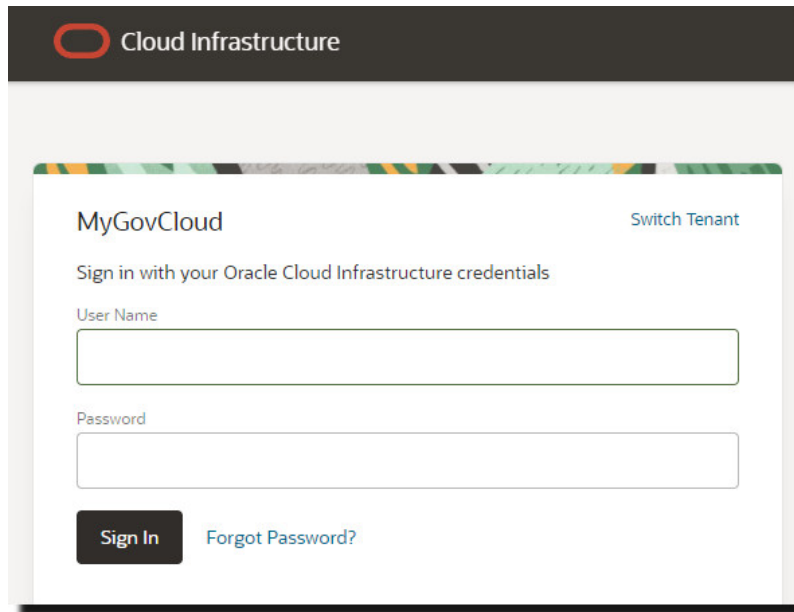 Cloud Infrastructure
MyGovCloud
Switch Tenant
Sign in with your Oracle Cloud Infrastructure credentials
User Name
Password
Sign In
Forgot Password?